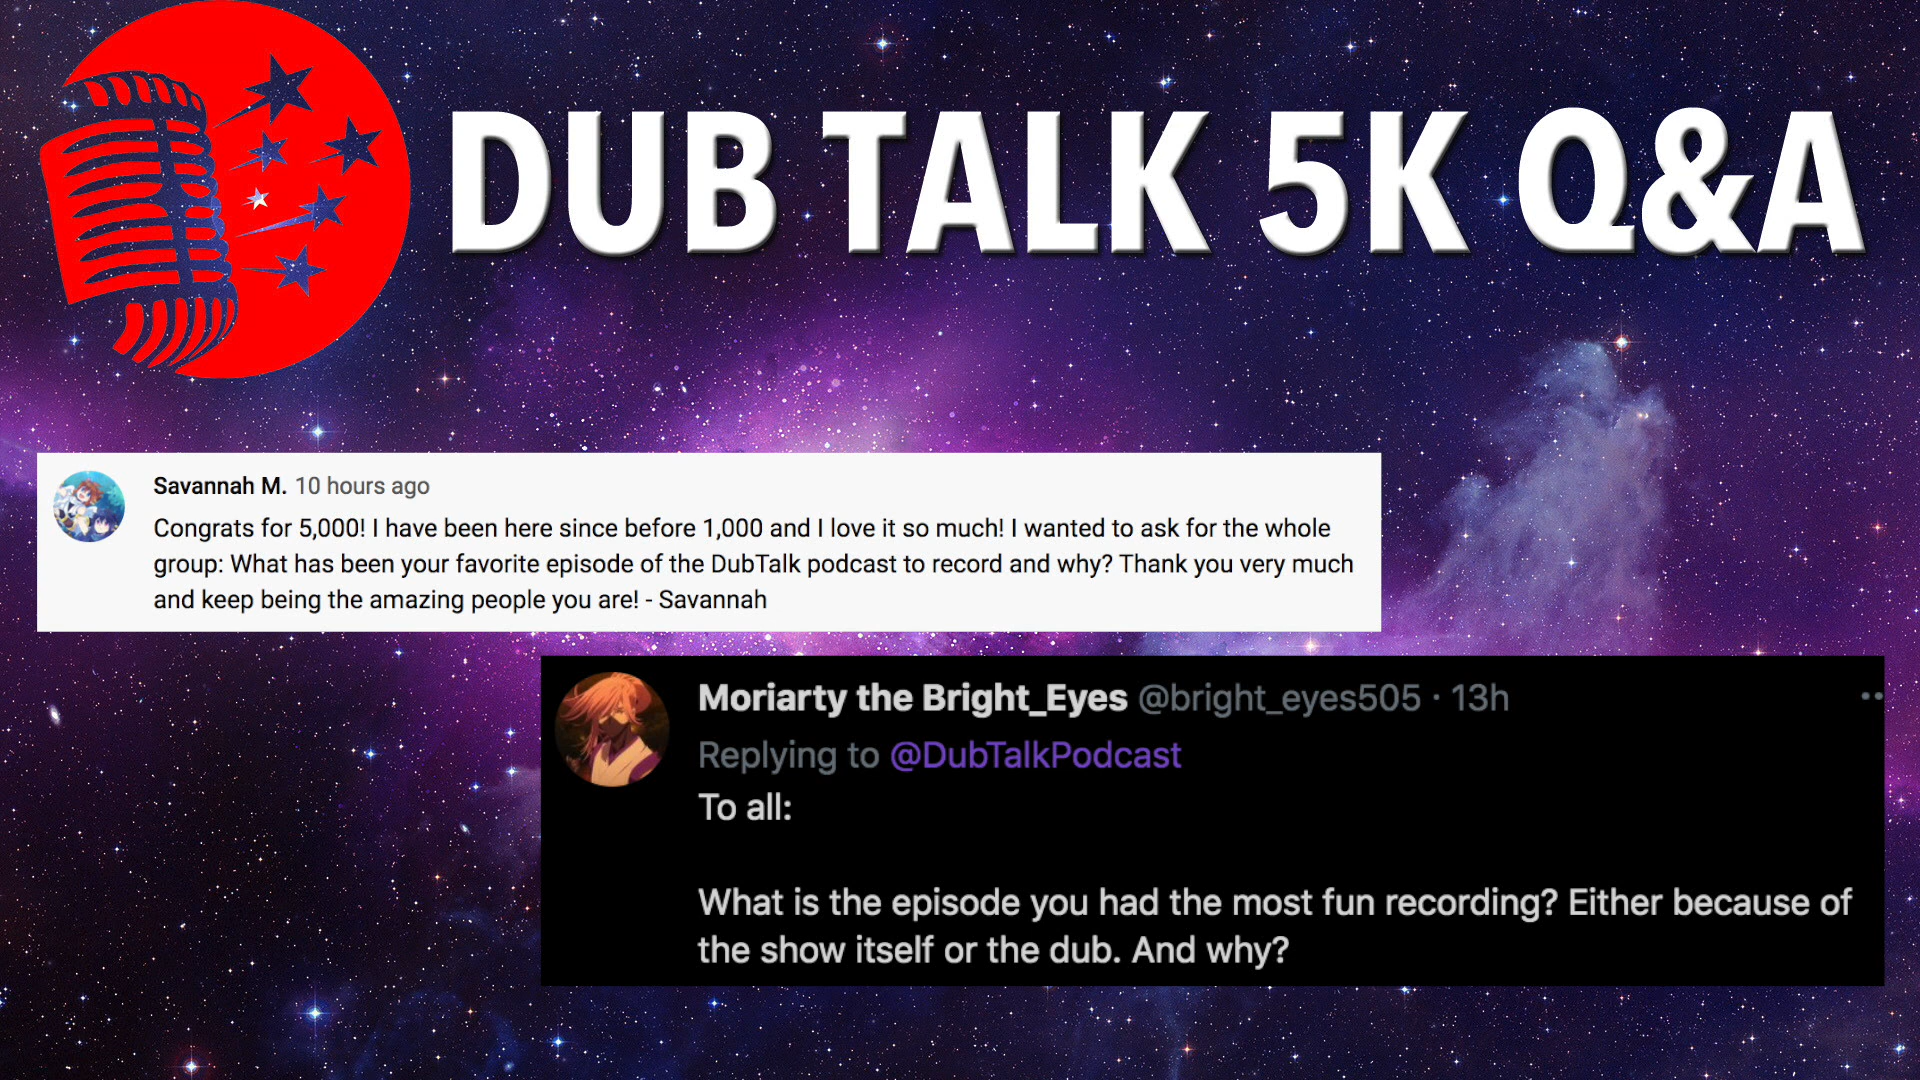 DUB TALK 5K Q&A
Savannah M. 10 hours ago
Congrats for 5,000! I have been here since before 1,000 and I love it so much! I wanted to ask for the whole
group: What has been your favorite episode of the DubTalk podcast to record and why? Thank you very much
and keep being the amazing people you are! - Savannah
Moriarty the Bright_Eyes @bright_eyes505 · 13h
Replying to @DubTalkPodcast
To all:
What is the episode you had the most fun recording? Either because of
the show itself or the dub. And why?